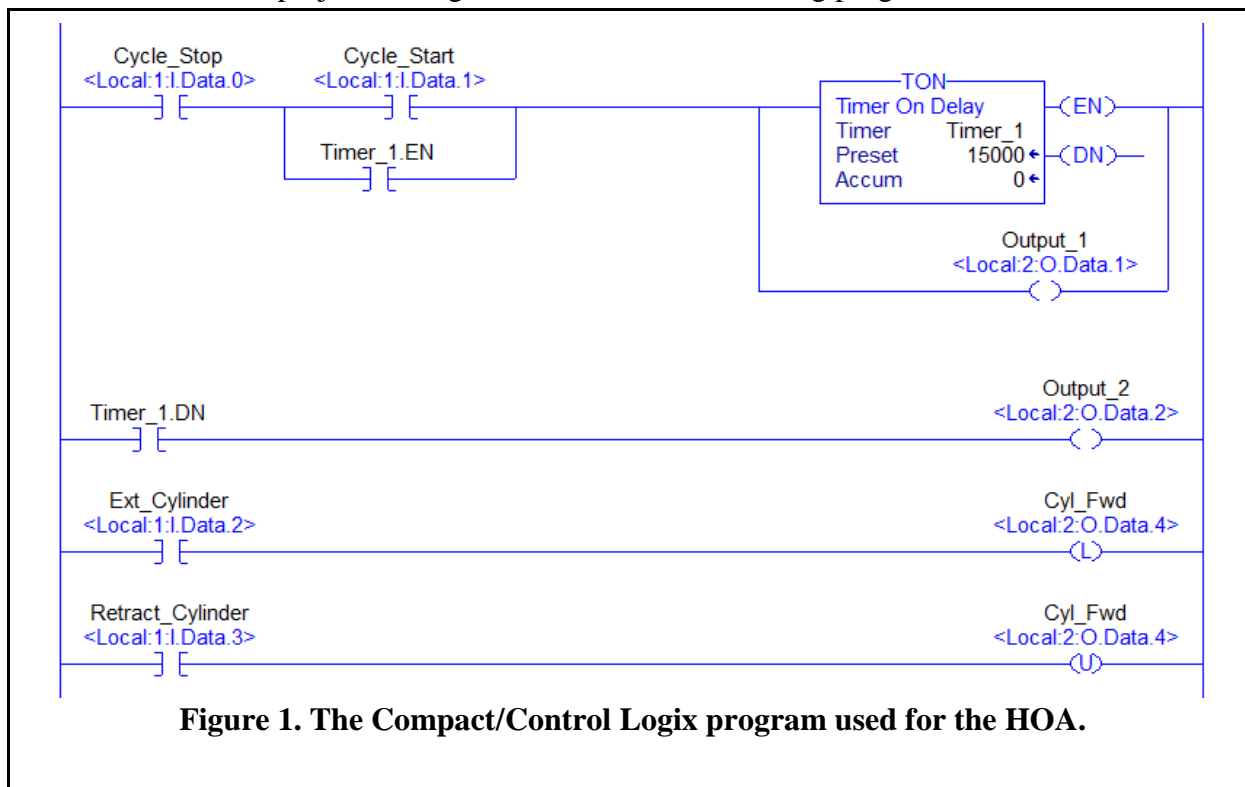 Cycle_Stop Cycle_Start
<Local:1:I.Data.0> <Local:1:I.Data.1>
TON
Timer On Delay EN
Timer Timer_1
Preset 15000 DN
Accum 0
Timer_1.EN
Output_1
<Local:2:O.Data.1>
Output_2
Timer_1.DN <Local:2:O.Data.2>
Ext_Cylinder Cyl_Fwd
<Local:1:I.Data.2> <Local:2:O.Data.4>
L
Retract_Cylinder Cyl_Fwd
<Local:1:I.Data.3> <Local:2:O.Data.4>
U
Figure 1. The Compact/Control Logix program used for the HOA.